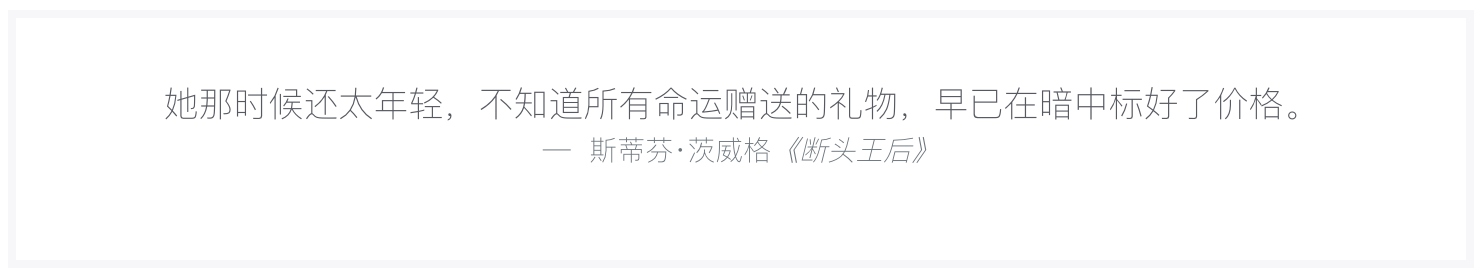 她那时候还太年轻，不知道所有命运赠送的礼物，早已在暗中标好了价格。
— 斯蒂芬·茨威格《断头王后》